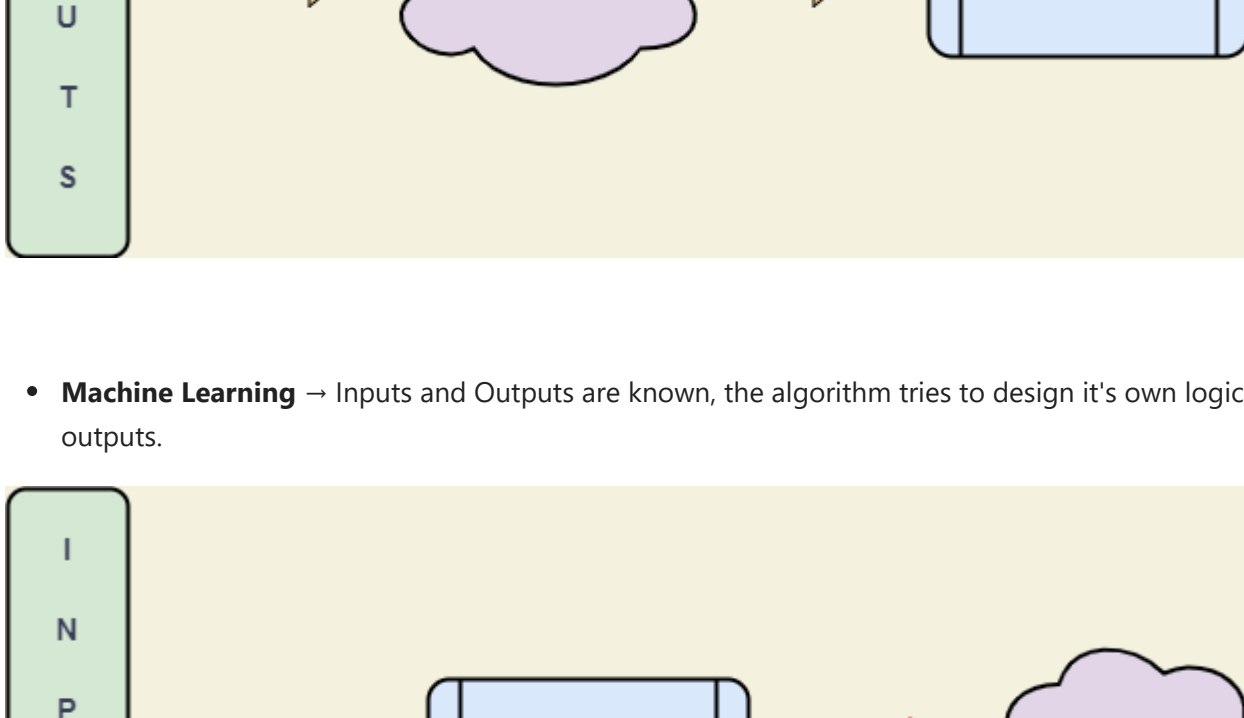 U
T
S
Machine Learning → Inputs and Outputs are known, the algorithm tries to design it's own logic
outputs.
I
N
P